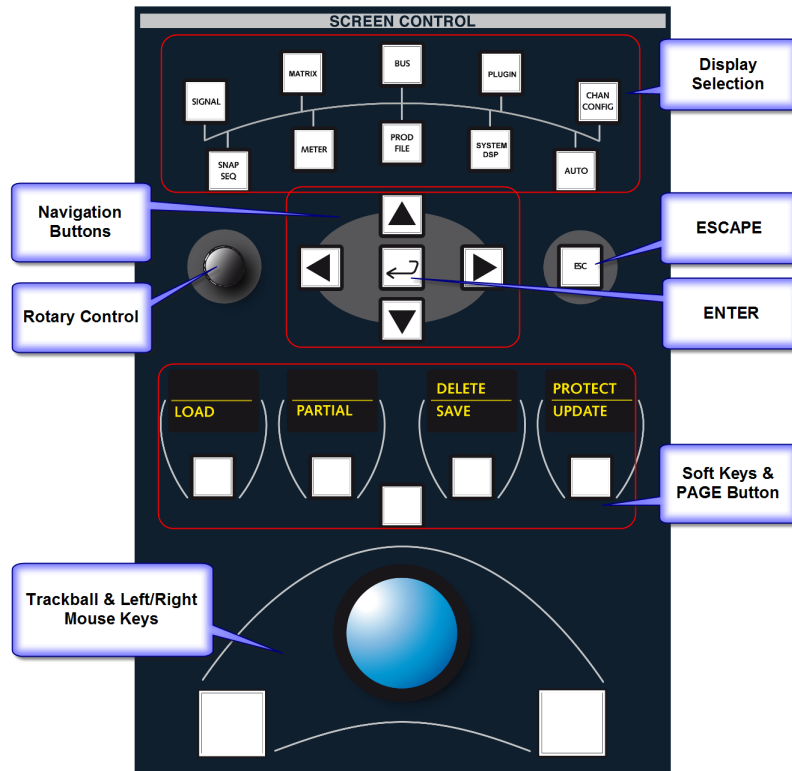 SCREEN CONTROL
BUS
MATRIX
PLUGIN
SIGNAL
CHAN
CONFIG
METER
PROD
FILE
SYSTEM
DSP
SNAP
SEQ
AUTO
Display
Selection
Navigation
Buttons
ESCAPE
ESC
Rotary Control
ENTER
DELETE
PROTECT
LOAD
PARTIAL
SAVE
UPDATE
Soft Keys &
PAGE Button
Trackball & Left/Right
Mouse Keys